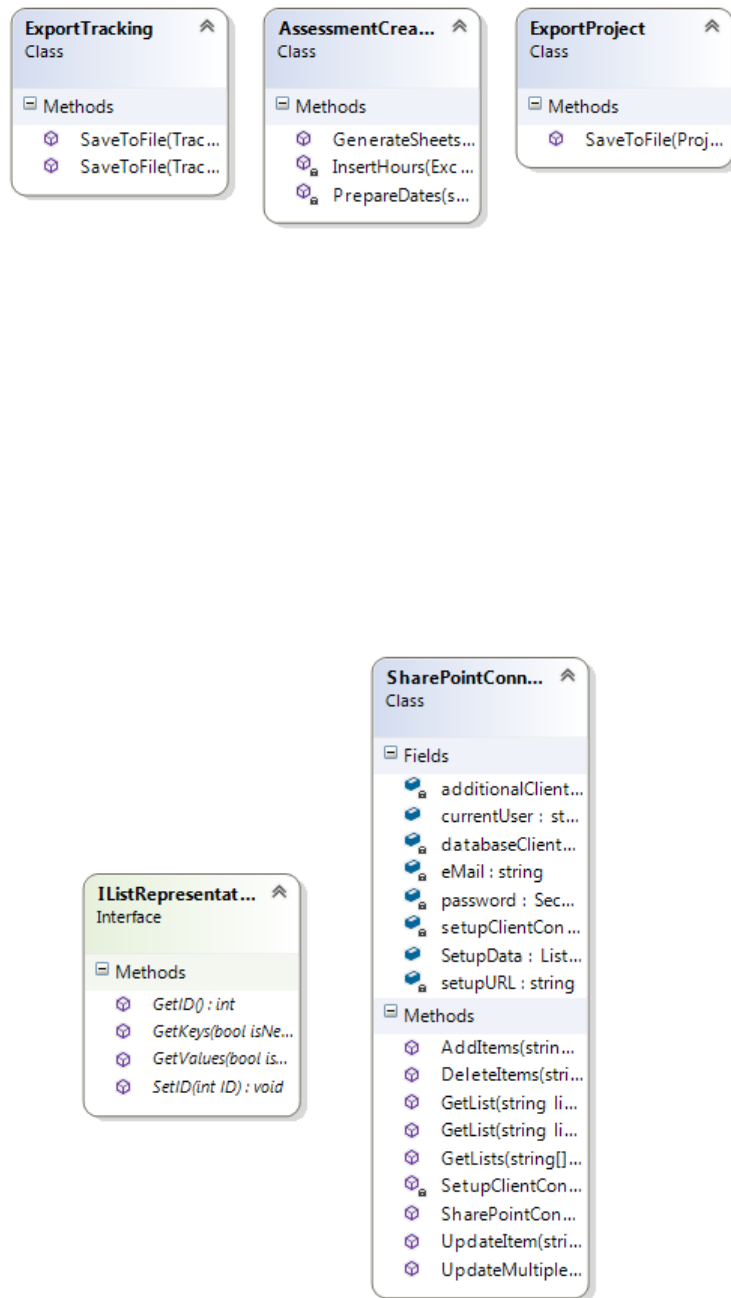 ExportTracking
Class
Methods
SaveToFile(Trac...
SaveToFile(Trac...
AssessmentCrea...
Class
Methods
GenerateSheets...
InsertHours(Exc...
PrepareDates(s...
ExportProject
Class
Methods
SaveToFile(Proj...
IListRepresentat...
Interface
Methods
GetID() : int
GetKeys(bool isNe...
GetValues(bool is...
SetID(int ID) : void
SharePointConn...
Class
Fields
additionalClient...
currentUser : st...
databaseClient...
eMail : string
password : Sec...
setupClientCon...
SetupData : List...
setupURL : string
Methods
AddItems(strin...
DeleteItems(stri...
GetList(string li...
GetList(string li...
GetLists(string[]...
SetupClientCon...
SharePointCon...
UpdateItem(stri...
UpdateMultiple...